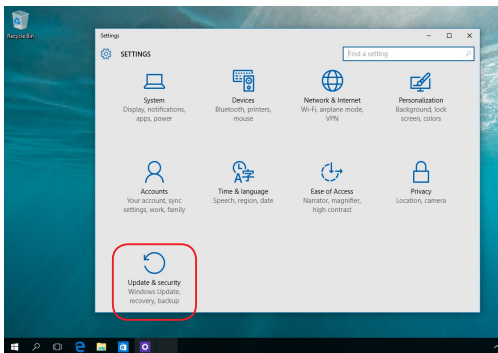 Recycle Bin
Settings
SETTINGS
Find a setting
System
Display, notifications,
apps, power
Devices
Bluetooth, printers,
mouse
Network & Internet
Wi-Fi, airplane mode,
VPN
Personalization
Background, lock
screen, colors
Accounts
Your account, sync
settings, work, family
Time & language
Speech, region, date
Ease of Access
Narrator, magnifier,
high contrast
Privacy
Location, camera
Update & security
Windows Update,
recovery, backup